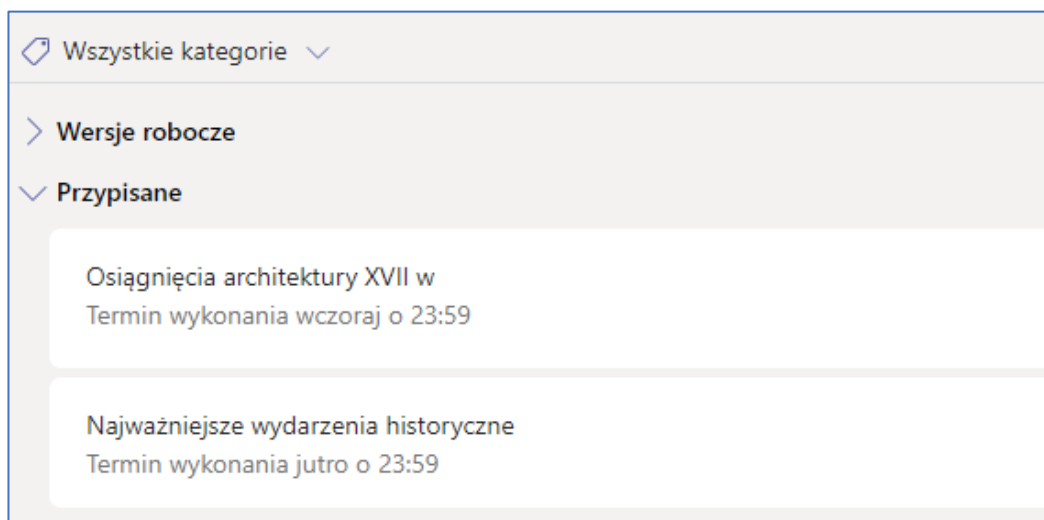 Wszystkie kategorie
Wersje robocze
Przypisane
Osiągnięcia architektury XVII w
Termin wykonania wczoraj o 23:59
Najważniejsze wydarzenia historyczne
Termin wykonania jutro o 23:59